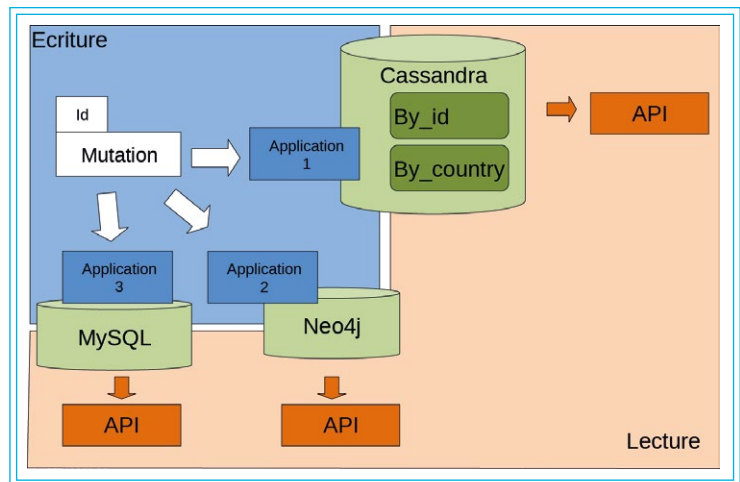 Ecriture
Cassandra
Id
By_id
API
Mutation
Application
1
By_country
Application
3
Application
2
MySQL
Neo4j
API
API
Lecture